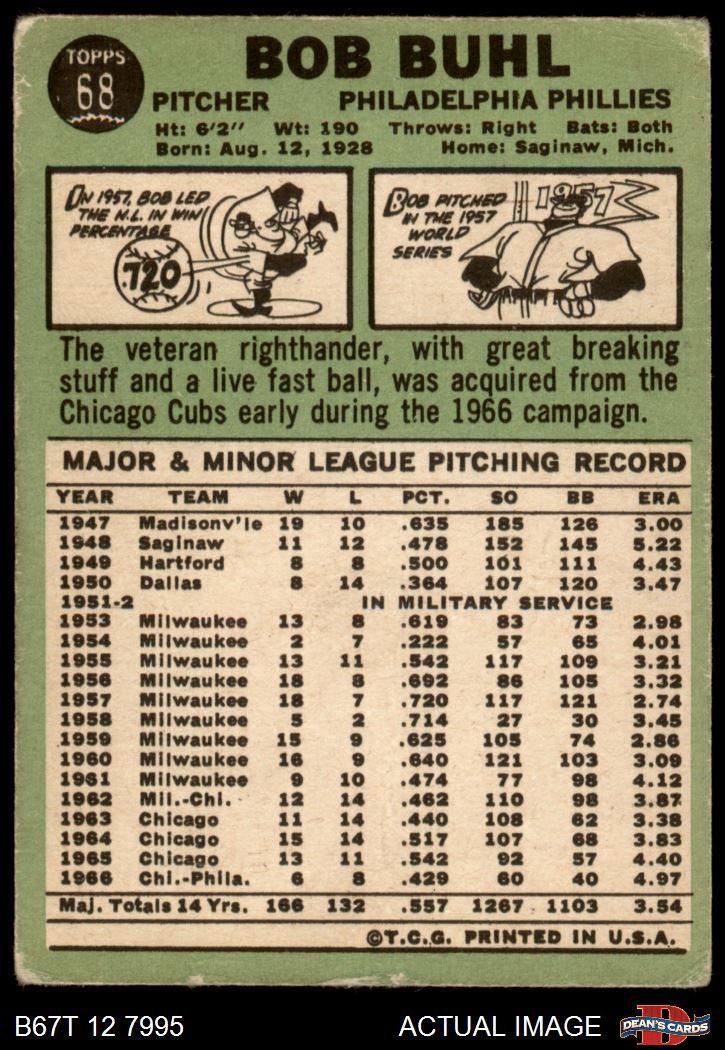 TOPPS
68
BOB BUHL
PITCHER PHILADELPHIA PHILLIES
Ht: 6'2" Wt: 190 Throws: Right Bats: Both
Born: Aug. 12, 1928 Home: Saginaw, Mich.
IN 1957, BOB LED
THE N.L. IN WIN
PERCENTAGE
.720
BOB PITCHED
IN THE 1957
WORLD
SERIES
1957
The veteran righthander, with great breaking
stuff and a live fast ball, was acquired from the
Chicago Cubs early during the 1966 campaign.
MAJOR & MINOR LEAGUE PITCHING RECORD
YEAR TEAM W L PCT. SO BB ERA
1947 Madisonv'le 19 10 .635 185 126 3.00
1948 Saginaw 11 12 .478 152 145 5.22
1949 Hartford 8 8 .500 101 111 4.43
1950 Dallas 8 14 .364 107 120 3.47
1951-2 IN MILITARY SERVICE
1953 Milwaukee 13 8 .619 83 73 2.98
1954 Milwaukee 2 7 .222 57 65 4.01
1955 Milwaukee 13 11 .542 117 109 3.21
1956 Milwaukee 18 8 .692 86 105 3.32
1957 Milwaukee 18 7 .720 117 121 2.74
1958 Milwaukee 5 2 .714 27 30 3.45
1959 Milwaukee 15 9 .625 105 74 2.86
1960 Milwaukee 16 9 .640 121 103 3.09
1961 Milwaukee 9 10 .474 77 98 4.12
1962 Mil.-Chi. 12 14 .462 110 98 3.87
1963 Chicago 11 14 .440 108 62 3.38
1964 Chicago 15 14 .517 107 68 3.83
1965 Chicago 13 11 .542 92 57 4.40
1966 Chi.-Phila. 6 8 .429 60 40 4.97
Maj. Totals 14 Yrs. 166 132 .557 1267 1103 3.54
©T.C.G. PRINTED IN U.S.A.
B67T 12 7995 ACTUAL IMAGE
D
DEAN'S CARDS